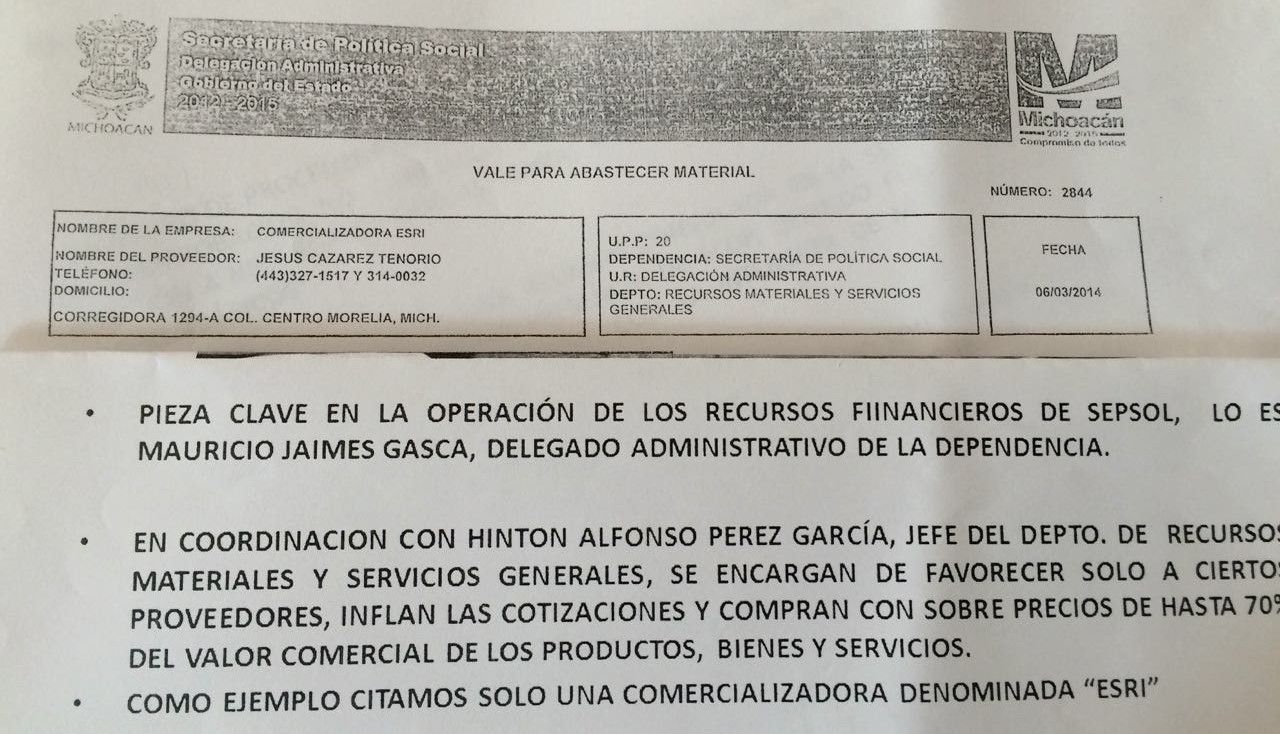 Secretaría de Política Social
Delegación Administrativa
Gobierno del Estado
2012 - 2015
MICHOACAN
Michoacán
2012 2015
Compromiso de todos
VALE PARA ABASTECER MATERIAL
NÚMERO: 2844
NOMBRE DE LA EMPRESA: COMERCIALIZADORA ESRI
NOMBRE DEL PROVEEDOR: JESUS CAZAREZ TENORIO
TELÉFONO: (443)327-1517 Y 314-0032
DOMICILIO:
CORREGIDORA 1294-A COL. CENTRO MORELIA, MICH.
U.P.P: 20
DEPENDENCIA: SECRETARÍA DE POLÍTICA SOCIAL
U.R: DELEGACIÓN ADMINISTRATIVA
DEPTO: RECURSOS MATERIALES Y SERVICIOS
GENERALES
FECHA
06/03/2014
• PIEZA CLAVE EN LA OPERACIÓN DE LOS RECURSOS FIINANCIEROS DE SEPSOL, LO ES
MAURICIO JAIMES GASCA, DELEGADO ADMINISTRATIVO DE LA DEPENDENCIA.
• EN COORDINACION CON HINTON ALFONSO PEREZ GARCÍA, JEFE DEL DEPTO. DE RECURSOS
MATERIALES Y SERVICIOS GENERALES, SE ENCARGAN DE FAVORECER SOLO A CIERTOS
PROVEEDORES, INFLAN LAS COTIZACIONES Y COMPRAN CON SOBRE PRECIOS DE HASTA 70%
DEL VALOR COMERCIAL DE LOS PRODUCTOS, BIENES Y SERVICIOS.
• COMO EJEMPLO CITAMOS SOLO UNA COMERCIALIZADORA DENOMINADA “ESRI”